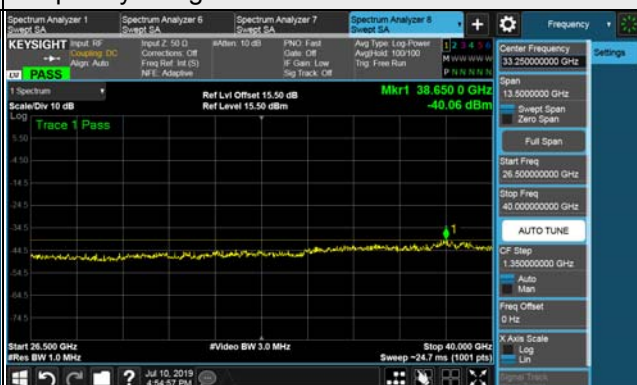 Spectrum Analyzer 1
Swept SA
Spectrum Analyzer 6
Swept SA
Spectrum Analyzer 7
Swept SA
Spectrum Analyzer 8
Swept SA
+
Frequency
KEYSIGHT
Input: RF
Coupling: DC
Align: Auto
Input Z: 50 Ω
Corrections: Off
Freq Ref: Int (S)
NFE: Adaptive
#Atten: 10 dB
PNO: Fast
Gate: Off
IF Gain: Low
Sig Track: Off
Avg Type: Log-Power
Avg|Hold: 100/100
Trig: Free Run
1 2 3 4 5 6
M W W W W W
P N N N N N
PASS
1 Spectrum
Scale/Div 10 dB
Log
Ref Lvl Offset 15.50 dB
Ref Level 15.50 dBm
Mkr1 38.650 0 GHz
-40.06 dBm
Trace 1 Pass
5.50
-4.50
-14.5
-24.5
-34.5
-44.5
-54.5
-64.5
-74.5
1
Start 26.500 GHz
#Res BW 1.0 MHz
#Video BW 3.0 MHz
Stop 40.000 GHz
Sweep ~24.7 ms (1001 pts)
Jul 10, 2019
4:54:57 PM
?
Center Frequency
33.250000000 GHz
Settings
Span
13.5000000 GHz
Swept Span
Zero Span
Full Span
Start Freq
26.500000000 GHz
Stop Freq
40.000000000 GHz
AUTO TUNE
CF Step
1.350000000 GHz
Auto
Man
Freq Offset
0 Hz
X Axis Scale
Log
Lin
Signal Track